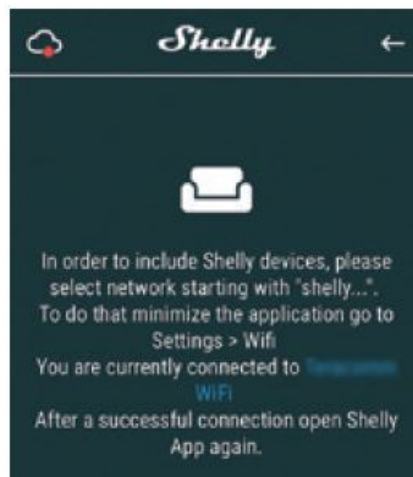 Shelly
In order to include Shelly devices, please
select network starting with "shelly...".
To do that minimize the application go to
Settings > Wifi
You are currently connected to
WiFi
After a successful connection open Shelly
App again.